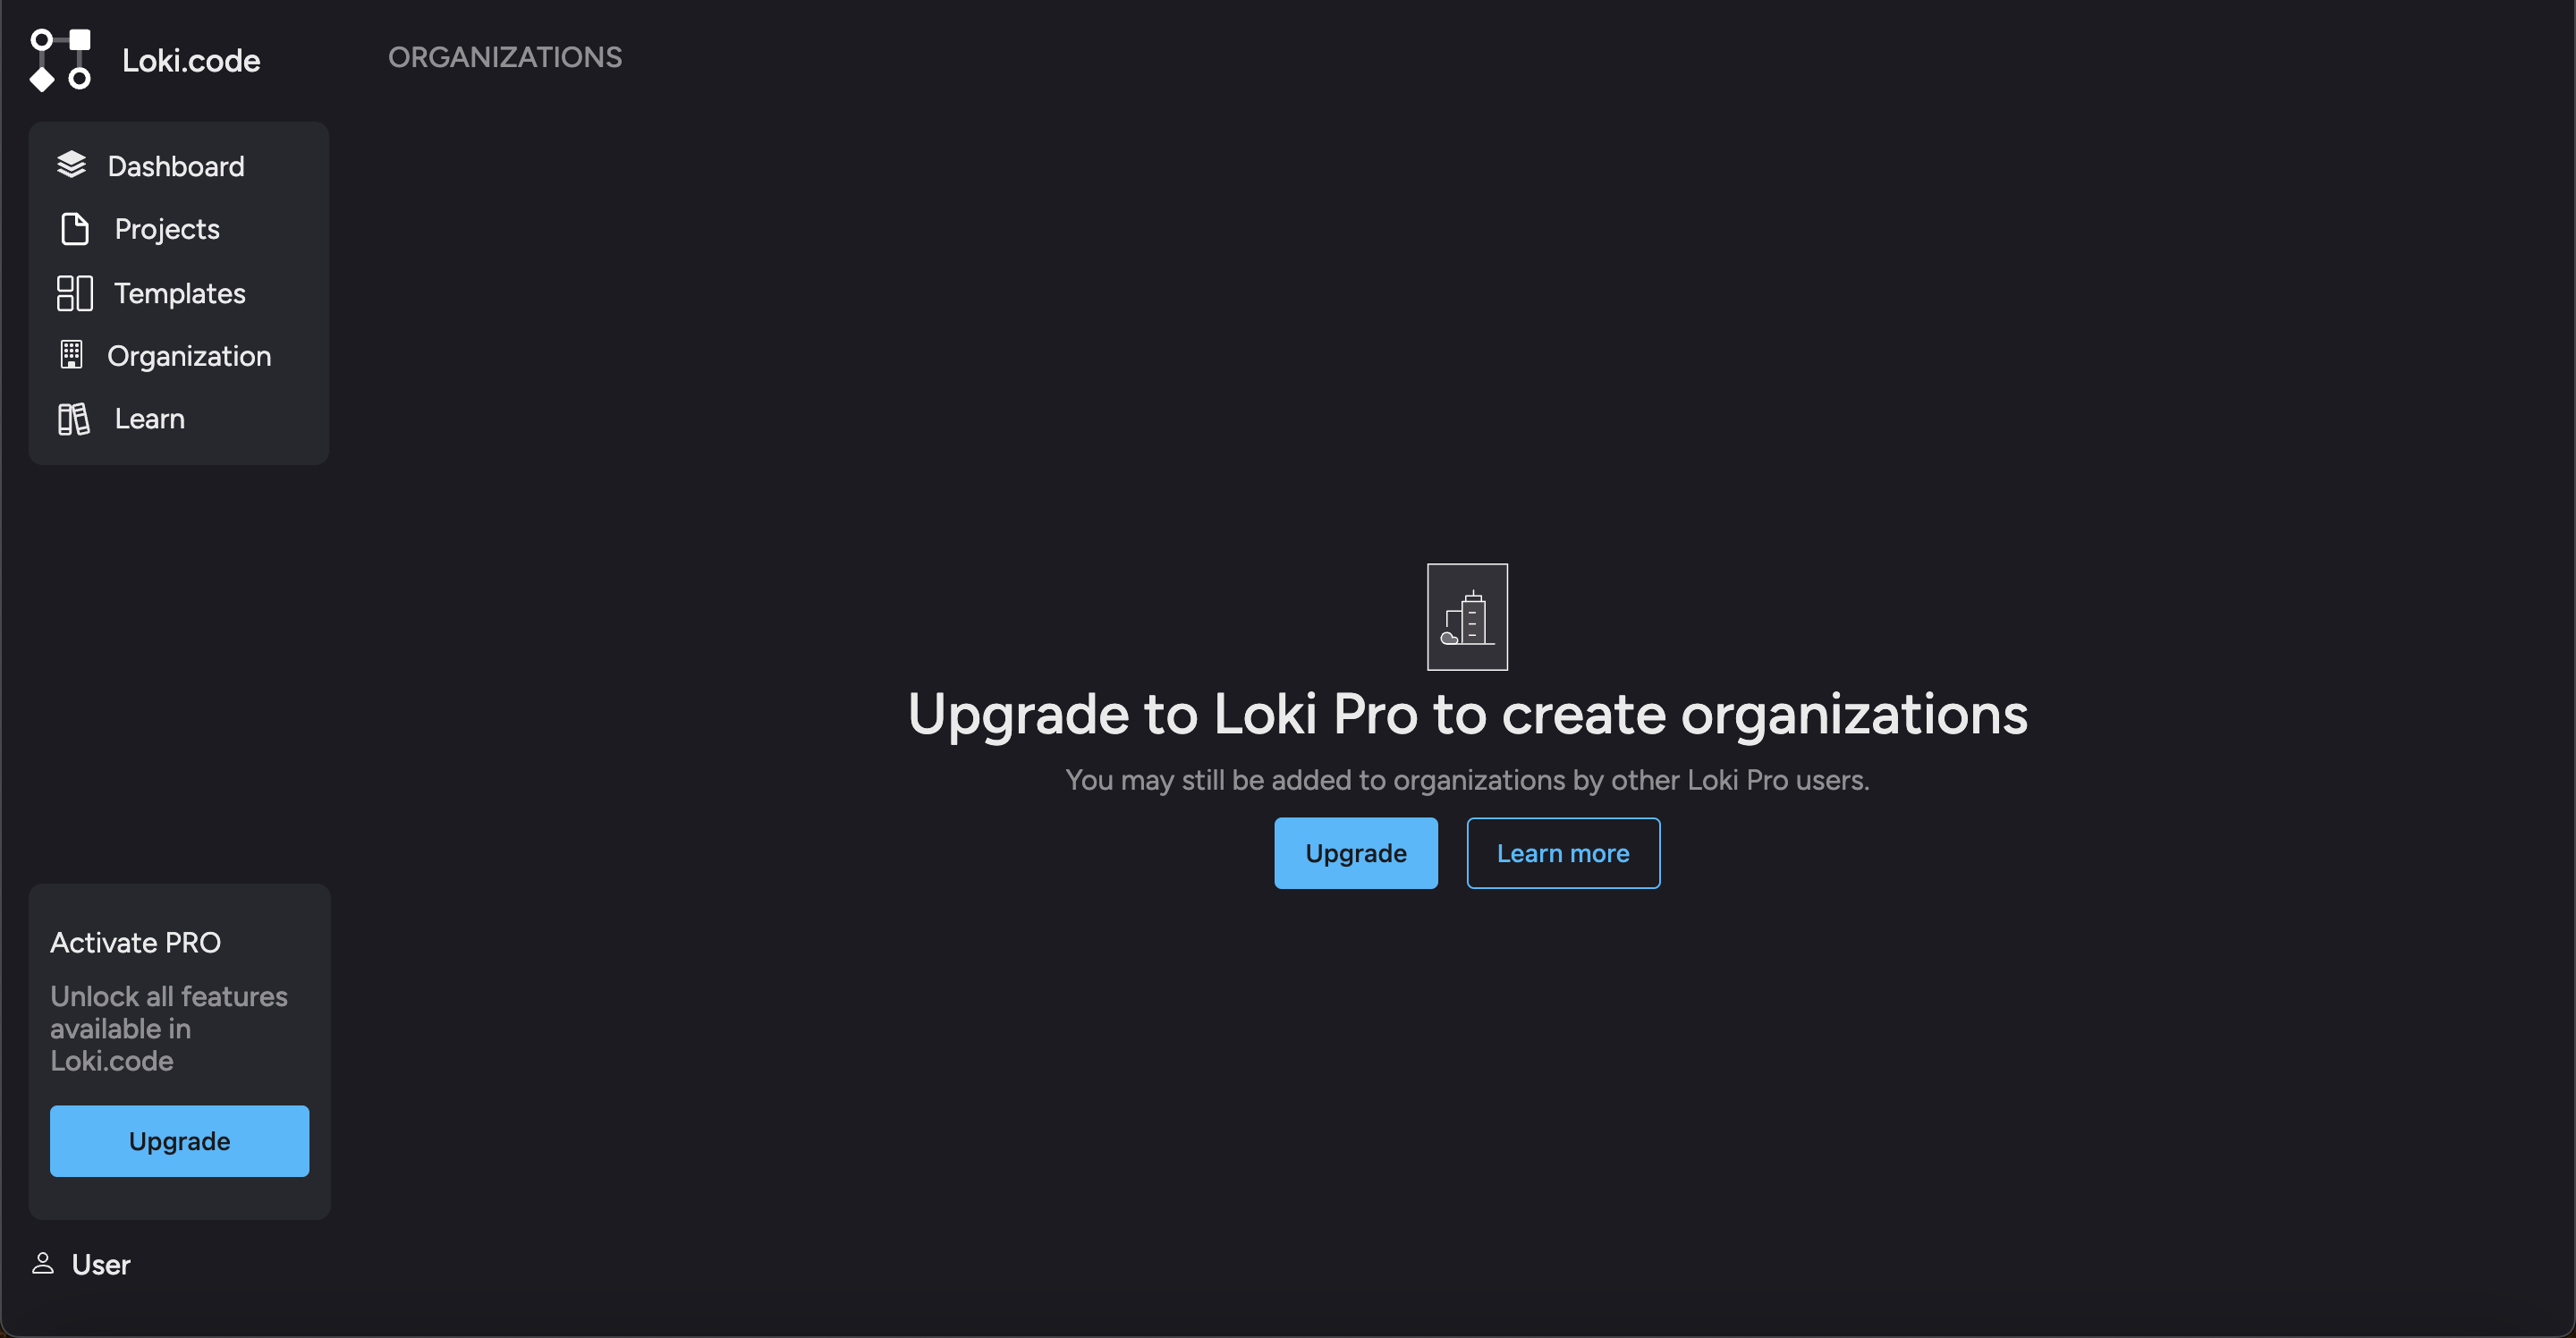 Loki.code
ORGANIZATIONS
Dashboard
Projects
Templates
Organization
Learn
Upgrade to Loki Pro to create organizations
You may still be added to organizations by other Loki Pro users.
Upgrade
Learn more
Activate PRO
Unlock all features
available in
Loki.code
Upgrade
User